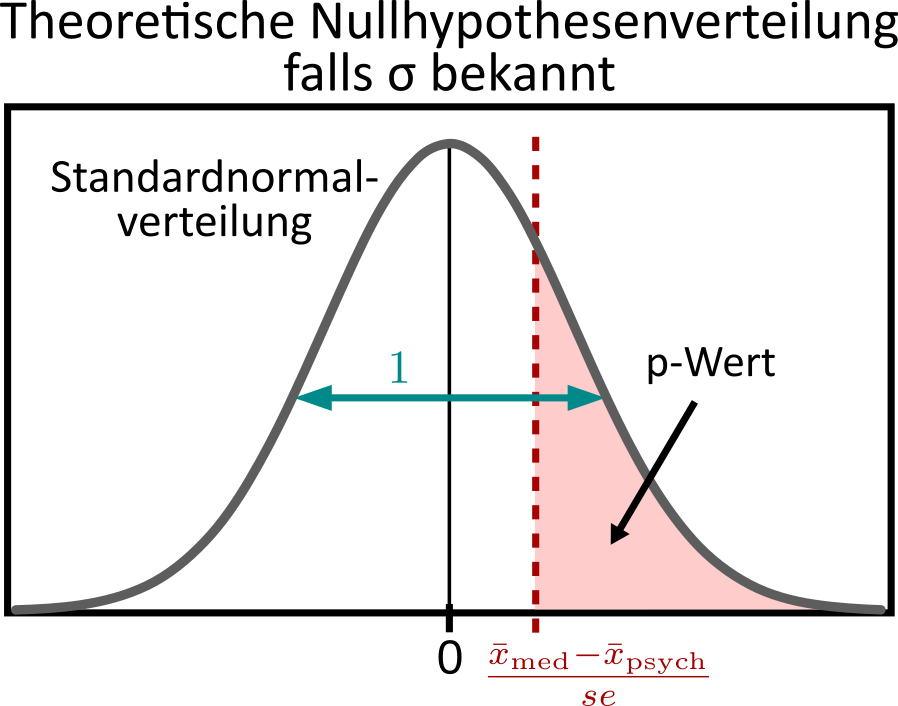 Theoretische Nullhypothesenverteilung
falls σ bekannt
Standardnormal-
verteilung
1
p-Wert
0
x̄med−x̄psych
se